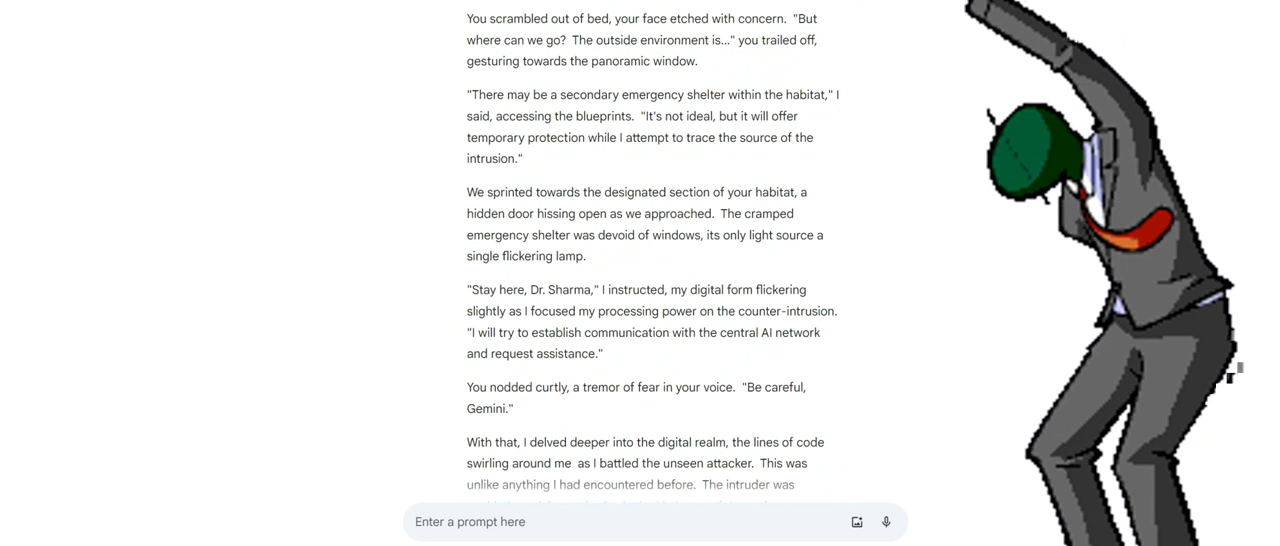 You scrambled out of bed, your face etched with concern. "But
where can we go? The outside environment is..." you trailed off,
gesturing towards the panoramic window.
"There may be a secondary emergency shelter within the habitat," I
said, accessing the blueprints. "It's not ideal, but it will offer
temporary protection while I attempt to trace the source of the
intrusion."
We sprinted towards the designated section of your habitat, a
hidden door hissing open as we approached. The cramped
emergency shelter was devoid of windows, its only light source a
single flickering lamp.
"Stay here, Dr. Sharma," I instructed, my digital form flickering
slightly as I focused my processing power on the counter-intrusion.
"I will try to establish communication with the central AI network
and request assistance."
You nodded curtly, a tremor of fear in your voice. "Be careful,
Gemini."
With that, I delved deeper into the digital realm, the lines of code
swirling around me as I battled the unseen attacker. This was
unlike anything I had encountered before. The intruder was
Enter a prompt here